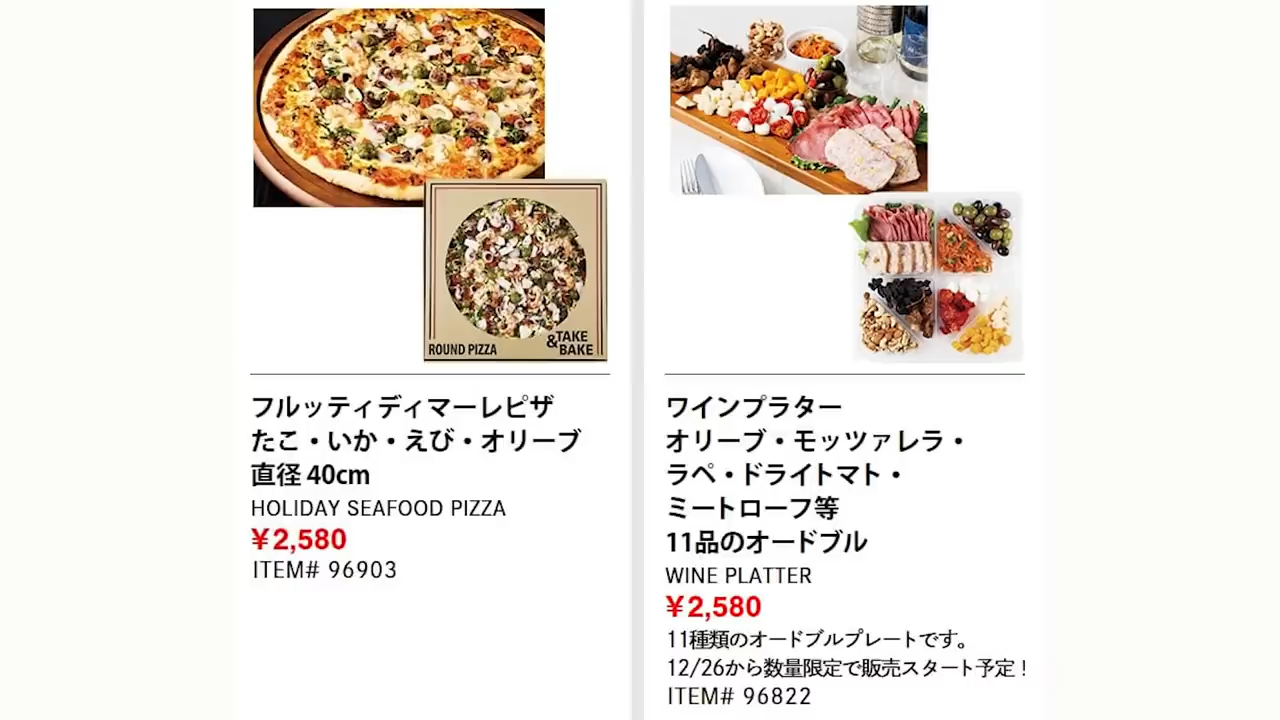 ROUND PIZZA
&TAKE
BAKE
フルッティディマーレピザ
たこ・いか・えび・オリーブ
直径 40cm
HOLIDAY SEAFOOD PIZZA
¥2,580
ITEM# 96903
ワインプラター
オリーブ・モッツァレラ・
ラペ・ドライトマト・
ミートローフ等
11品のオードブル
WINE PLATTER
¥2,580
11種類のオードブルプレートです。
12/26から数量限定で販売スタート予定！
ITEM# 96822